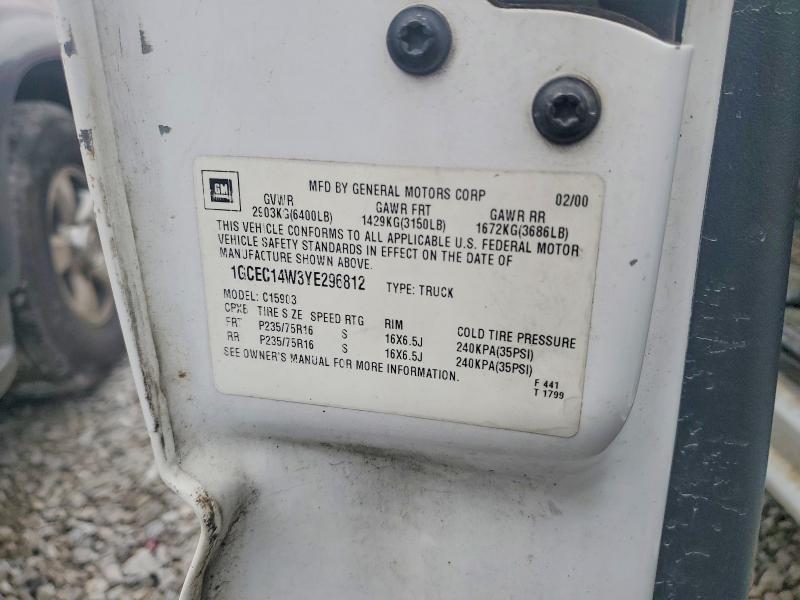 GM
MFD BY GENERAL MOTORS CORP 02/00
GVWR GAWR FRT GAWR RR
2903KG(6400LB) 1429KG(3150LB) 1672KG(3686LB)
THIS VEHICLE CONFORMS TO ALL APPLICABLE U.S. FEDERAL MOTOR
VEHICLE SAFETY STANDARDS IN EFFECT ON THE DATE OF
MANUFACTURE SHOWN ABOVE.
1GCEC14W3YE296812 TYPE: TRUCK
MODEL: C15903
CPXB TIRE SIZE SPEED RTG RIM COLD TIRE PRESSURE
FRT P235/75R16 S 16X6.5J 240KPA(35PSI)
RR P235/75R16 S 16X6.5J 240KPA(35PSI)
SEE OWNER'S MANUAL FOR MORE INFORMATION.
F 441
T 1799